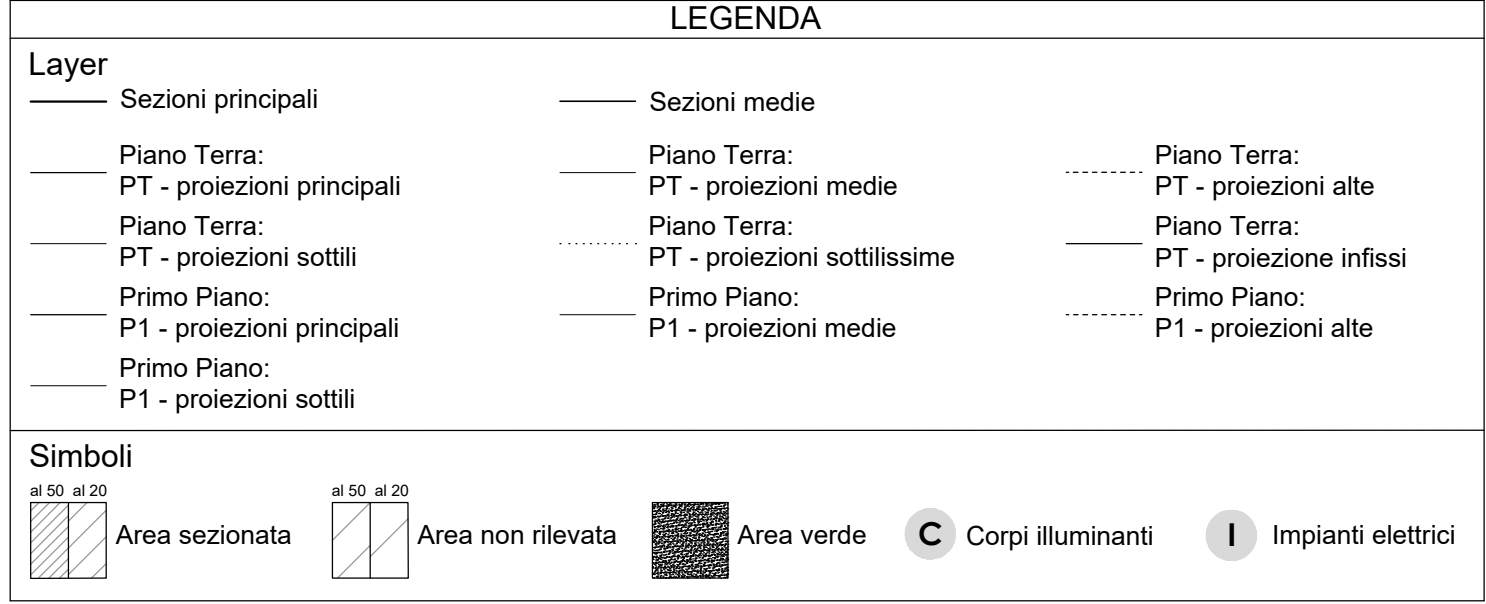 LEGENDA
Layer
Sezioni principali
Sezioni medie
Piano Terra:
PT - proiezioni principali
Piano Terra:
PT - proiezioni medie
Piano Terra:
PT - proiezioni alte
Piano Terra:
PT - proiezioni sottili
Piano Terra:
PT - proiezioni sottilissime
Piano Terra:
PT - proiezione infissi
Primo Piano:
P1 - proiezioni principali
Primo Piano:
P1 - proiezioni medie
Primo Piano:
P1 - proiezioni alte
Primo Piano:
P1 - proiezioni sottili
Simboli
al 50 al 20
Area sezionata
al 50 al 20
Area non rilevata
Area verde
C Corpi illuminanti
I Impianti elettrici